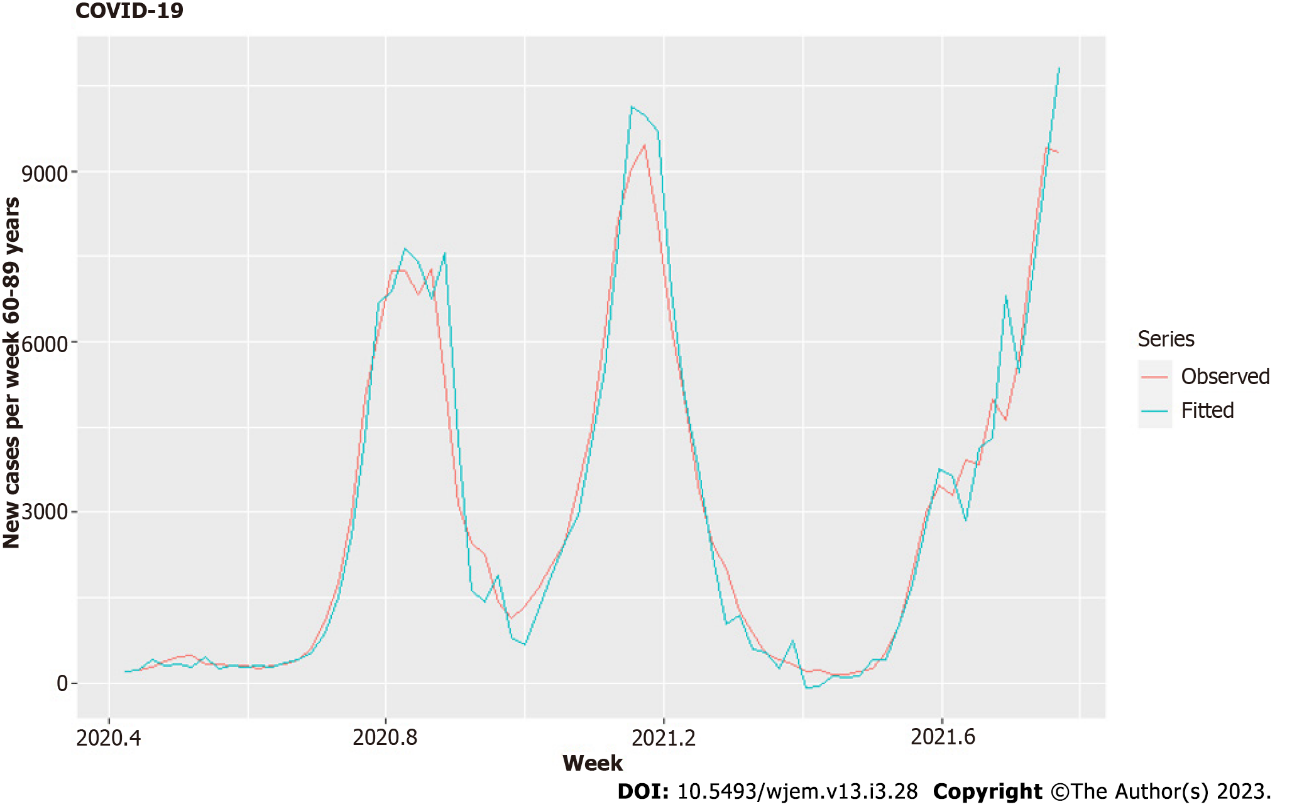 COVID-19
New cases per week 60-89 years
9000
6000
3000
0
2020.4
2020.8
2021.2
2021.6
Week
Series
Observed
Fitted
DOI: 10.5493/wjem.v13.i3.28 Copyright ©The Author(s) 2023.